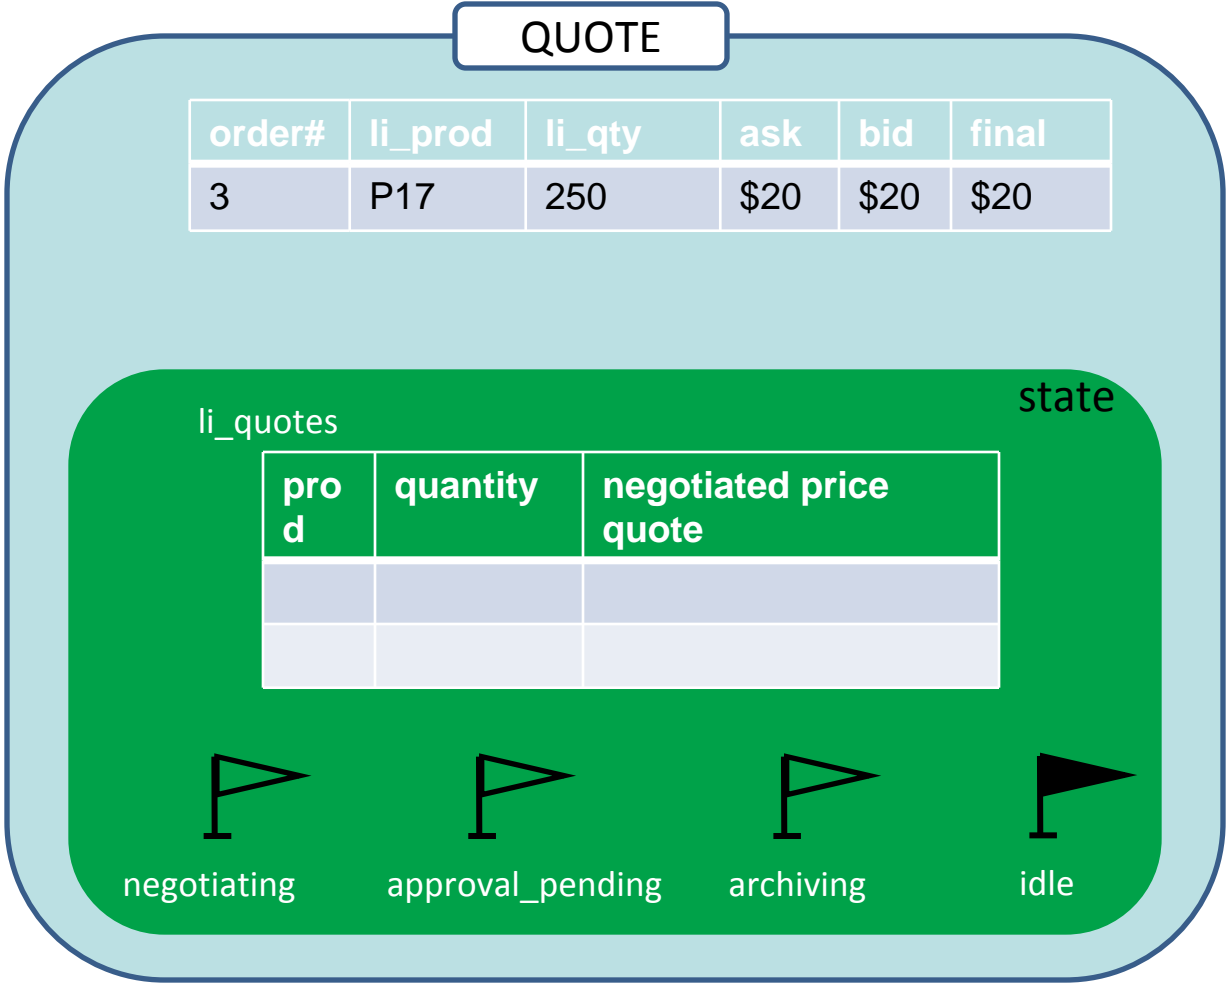 QUOTE
order# li_prod li_qty ask bid final
3 P17 250 $20 $20 $20
state
li_quotes
pro quantity negotiated price
d quote
negotiating approval_pending archiving idle